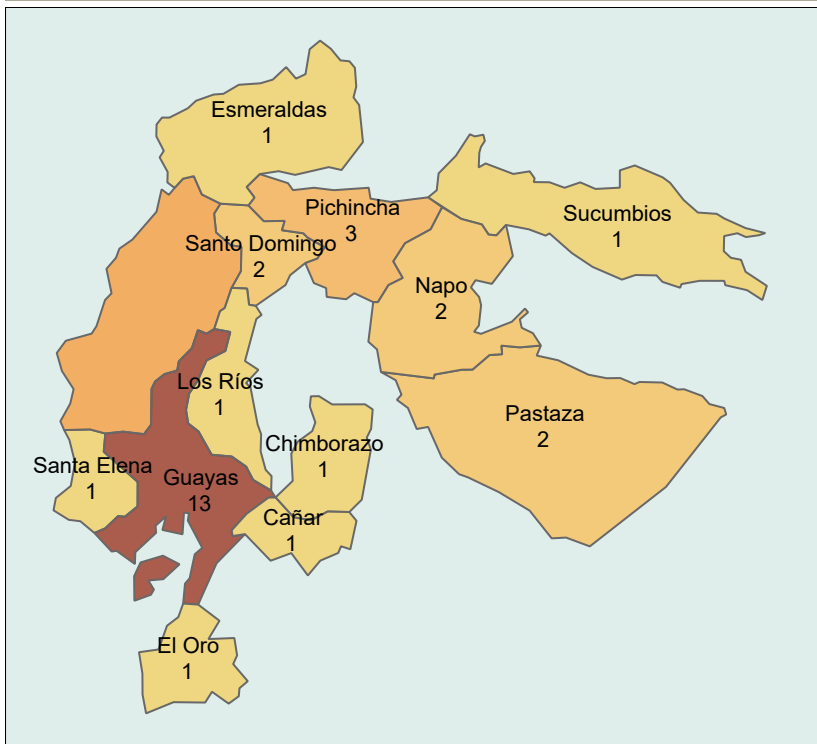 Esmeraldas
1
Pichincha
3
Sucumbios
1
Santo Domingo
2
Napo
2
Los Ríos
1
Pastaza
2
Chimborazo
1
Santa Elena
1
Guayas
13
Cañar
1
El Oro
1